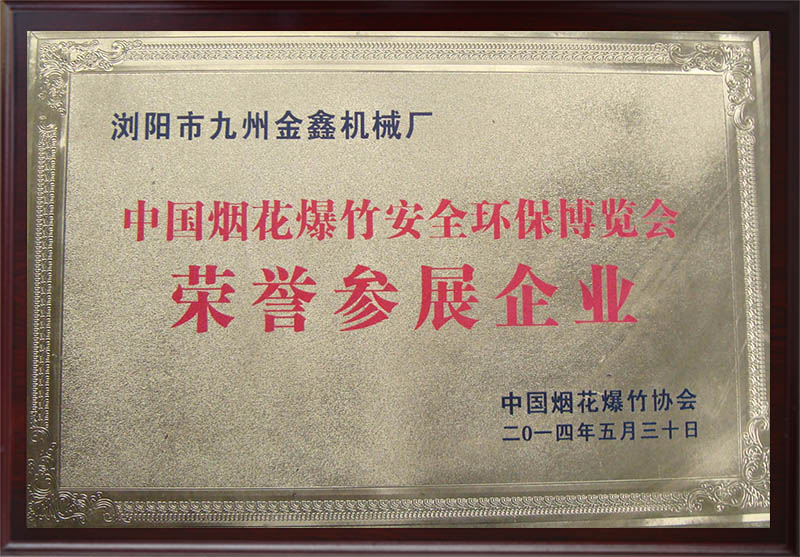 浏阳市九州金鑫机械厂
中国烟花爆竹安全环保博览会
荣誉参展企业
中国烟花爆竹协会
二0一四年五月三十日